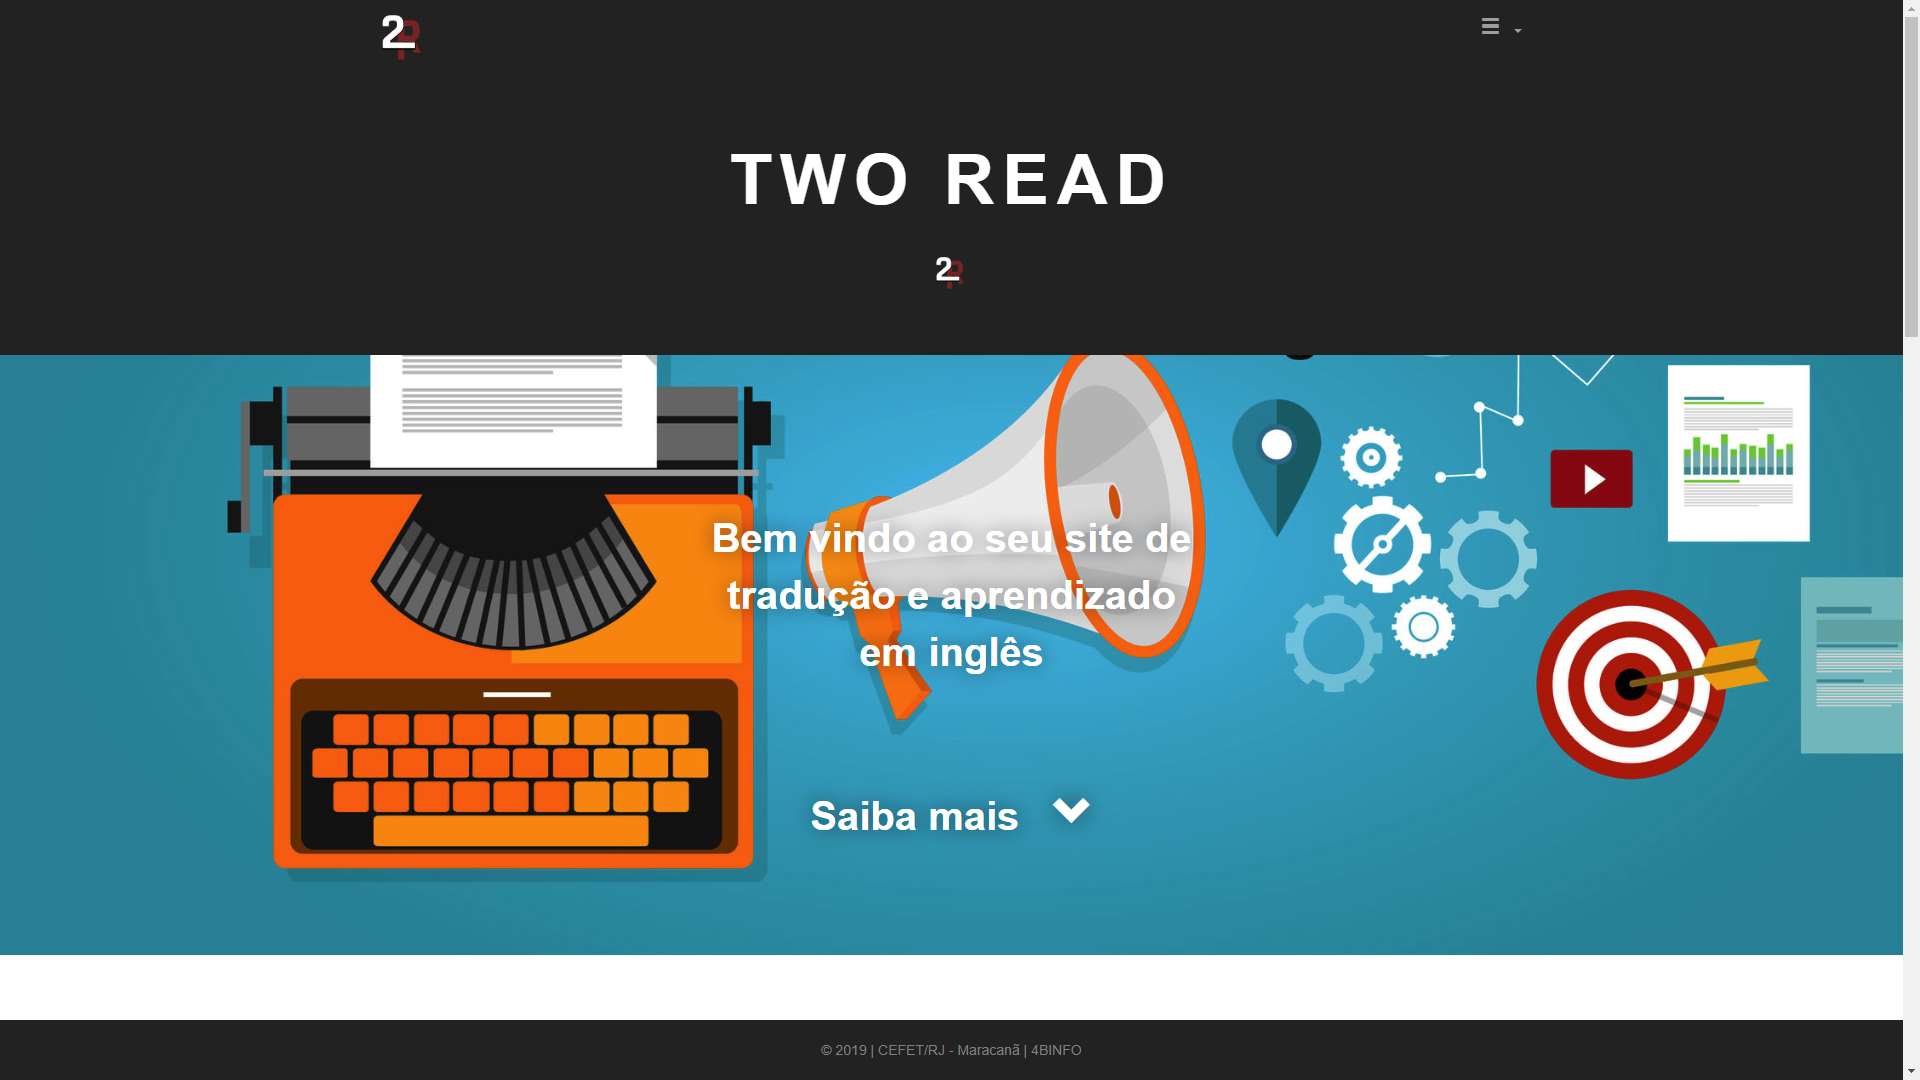 2R
TWO READ
2R
Bem vindo ao seu site de
tradução e aprendizado
em inglês
Saiba mais
© 2019 | CEFET/RJ - Maracanã | 4BINFO